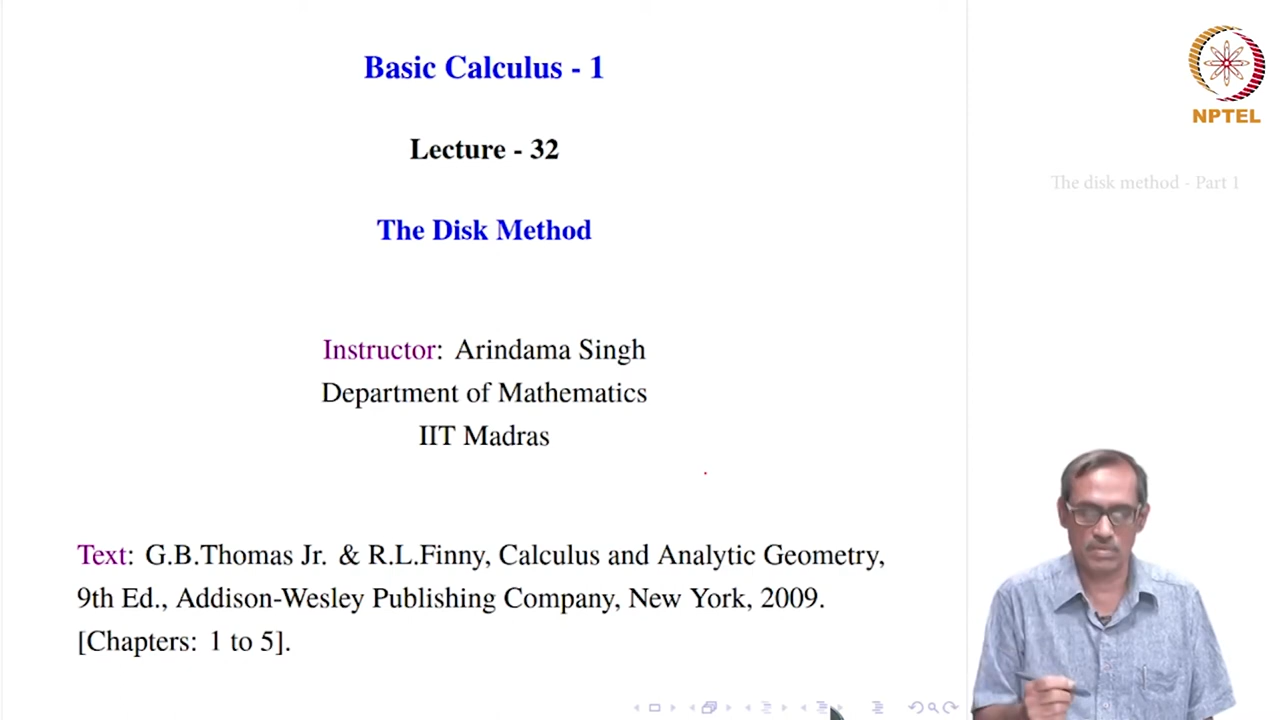 Basic Calculus - 1
Lecture - 32
The Disk Method
Instructor: Arindama Singh
Department of Mathematics
IIT Madras
Text: G.B.Thomas Jr. & R.L.Finny, Calculus and Analytic Geometry,
9th Ed., Addison-Wesley Publishing Company, New York, 2009.
[Chapters: 1 to 5].
NPTEL
The disk method - Part 1